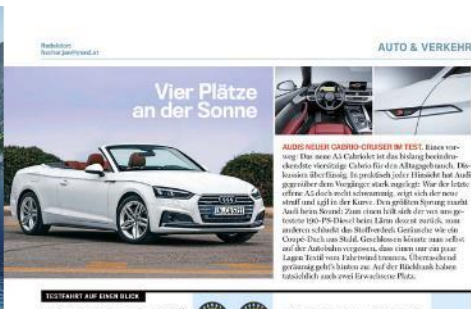 Redaktion:
AUTO & VERKEHR
Vier Plätze
an der Sonne
AUDIS NEUER CABRIO-CRUISER IM TEST. Eines vor-
weg: Das neue A5 Cabriolet ist das bislang beeindru-
ckendste viersitzige Cabrio für den Alltagsgebrauch. Dis-
kussion überflüssig. In praktisch jeder Hinsicht hat Audi
gegenüber dem Vorgänger stark zugelegt: War der letzte
offene A5 doch recht schwammig, zeigt sich der neue
straff und agil in der Kurve. Den größten Sprung macht
Audi beim Sound: Zum einen hält sich der von uns ge-
testete 190-PS-Diesel beim Lärm dezent zurück, zum
anderen schluckt das Stoffverdeck Geräusche wie ein
Coupé-Dach aus Stahl. Geschlossen könnte man selbst
auf der Autobahn vergessen, dass einen nur ein paar
Lagen Textil vom Fahrtwind trennen. Überraschend
geräumig geht's hinten zu: Auf der Rückbank haben
tatsächlich auch zwei Erwachsene Platz.
TESTFAHRT AUF EINEN BLICK